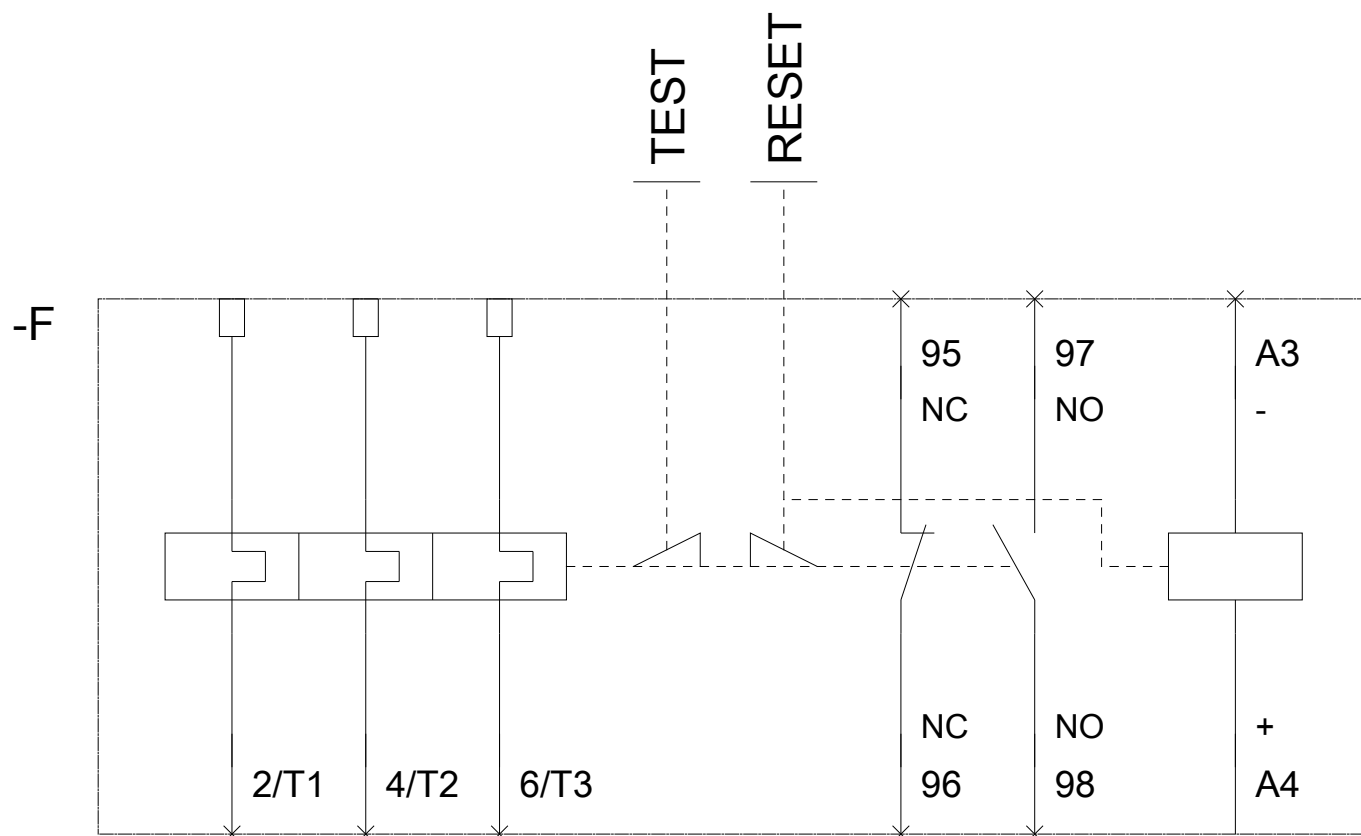 TEST
RESET
-F
95 97 A3
NC NO -
NC NO +
2/T1 4/T2 6/T3 96 98 A4